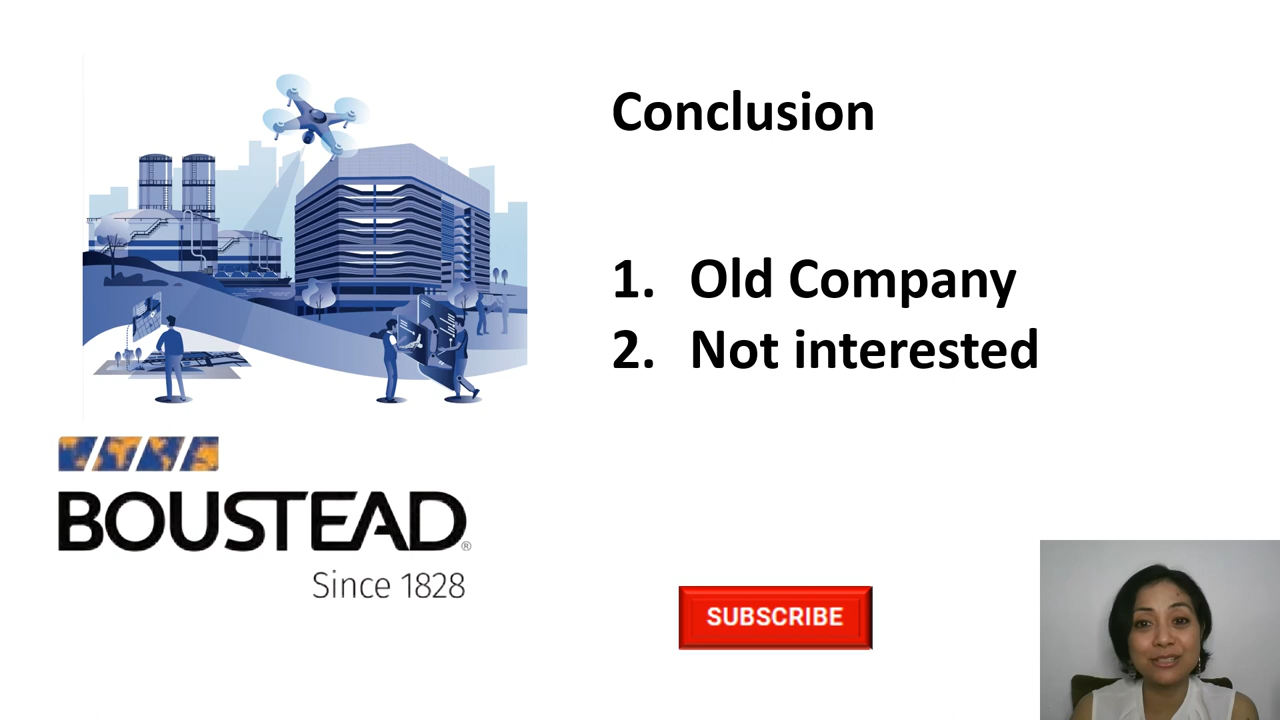 Conclusion
1. Old Company
2. Not interested
BOUSTEAD®
Since 1828
SUBSCRIBE